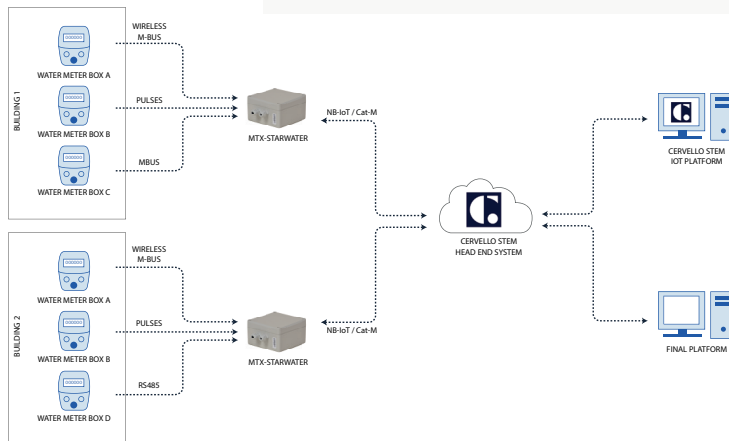 BUILDING 1
WATER METER BOX A
WATER METER BOX B
WATER METER BOX C
WIRELESS
M-BUS
PULSES
MBUS
MTX-STARWATER
NB-IoT / Cat-M
BUILDING 2
WATER METER BOX A
WATER METER BOX B
WATER METER BOX D
WIRELESS
M-BUS
PULSES
RS485
MTX-STARWATER
NB-IoT / Cat-M
CERVELLO STEM
HEAD END SYSTEM
CERVELLO STEM
IOT PLATFORM
FINAL PLATFORM